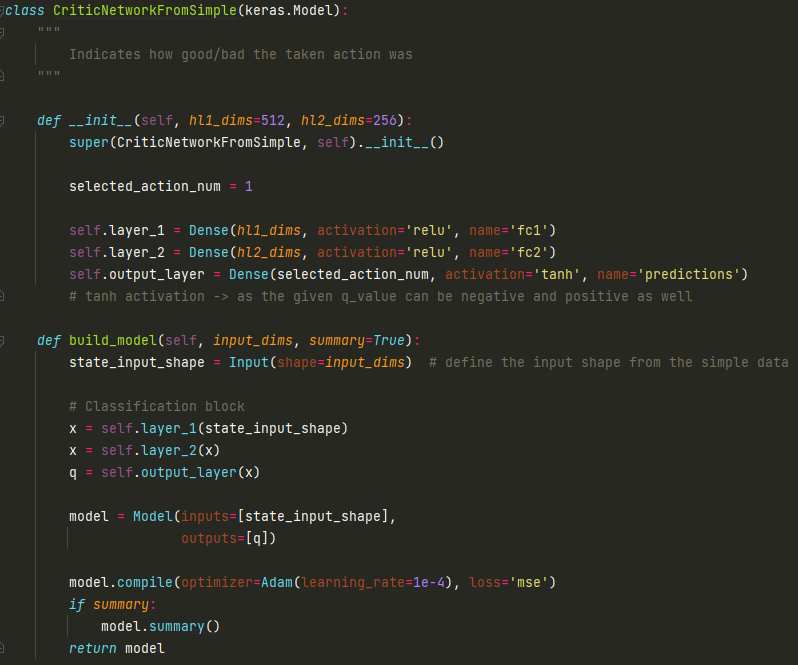 class CriticNetworkFromSimple(keras.Model):
    """
        Indicates how good/bad the taken action was
    """

    def __init__(self, hl1_dims=512, hl2_dims=256):
        super(CriticNetworkFromSimple, self).__init__()

        selected_action_num = 1

        self.layer_1 = Dense(hl1_dims, activation='relu', name='fc1')
        self.layer_2 = Dense(hl2_dims, activation='relu', name='fc2')
        self.output_layer = Dense(selected_action_num, activation='tanh', name='predictions')
        # tanh activation -> as the given q_value can be negative and positive as well

    def build_model(self, input_dims, summary=True):
        state_input_shape = Input(shape=input_dims)  # define the input shape from the simple data

        # Classification block
        x = self.layer_1(state_input_shape)
        x = self.layer_2(x)
        q = self.output_layer(x)

        model = Model(inputs=[state_input_shape],
                      outputs=[q])

        model.compile(optimizer=Adam(learning_rate=1e-4), loss='mse')
        if summary:
            model.summary()
        return model